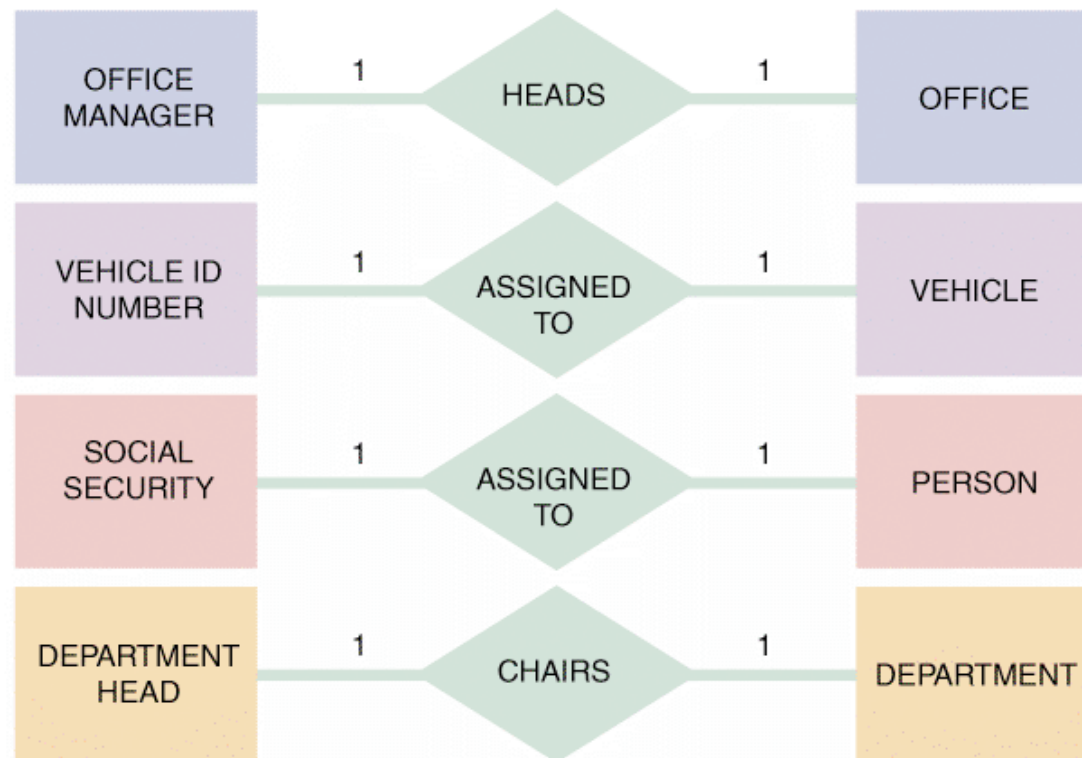 OFFICE
MANAGER
1
HEADS
1
OFFICE
VEHICLE ID
NUMBER
1
ASSIGNED
TO
1
VEHICLE
SOCIAL
SECURITY
1
ASSIGNED
TO
1
PERSON
DEPARTMENT
HEAD
1
CHAIRS
1
DEPARTMENT